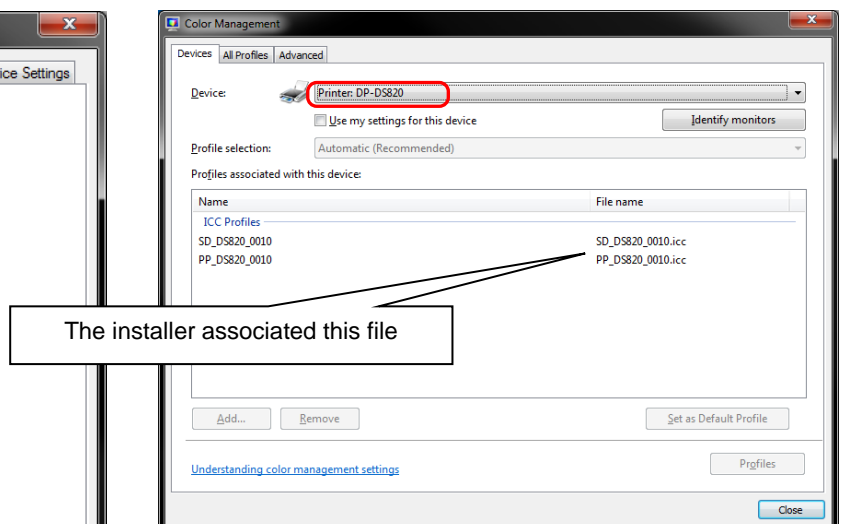 ice Settings
Color Management
Devices All Profiles Advanced
Device: Printer: DP-DS820
Use my settings for this device Identify monitors
Profile selection: Automatic (Recommended)
Profiles associated with this device:
Name File name
ICC Profiles
SD_DS820_0010 SD_DS820_0010.icc
PP_DS820_0010 PP_DS820_0010.icc
The installer associated this file
Add... Remove Set as Default Profile
Understanding color management settings Profiles
Close